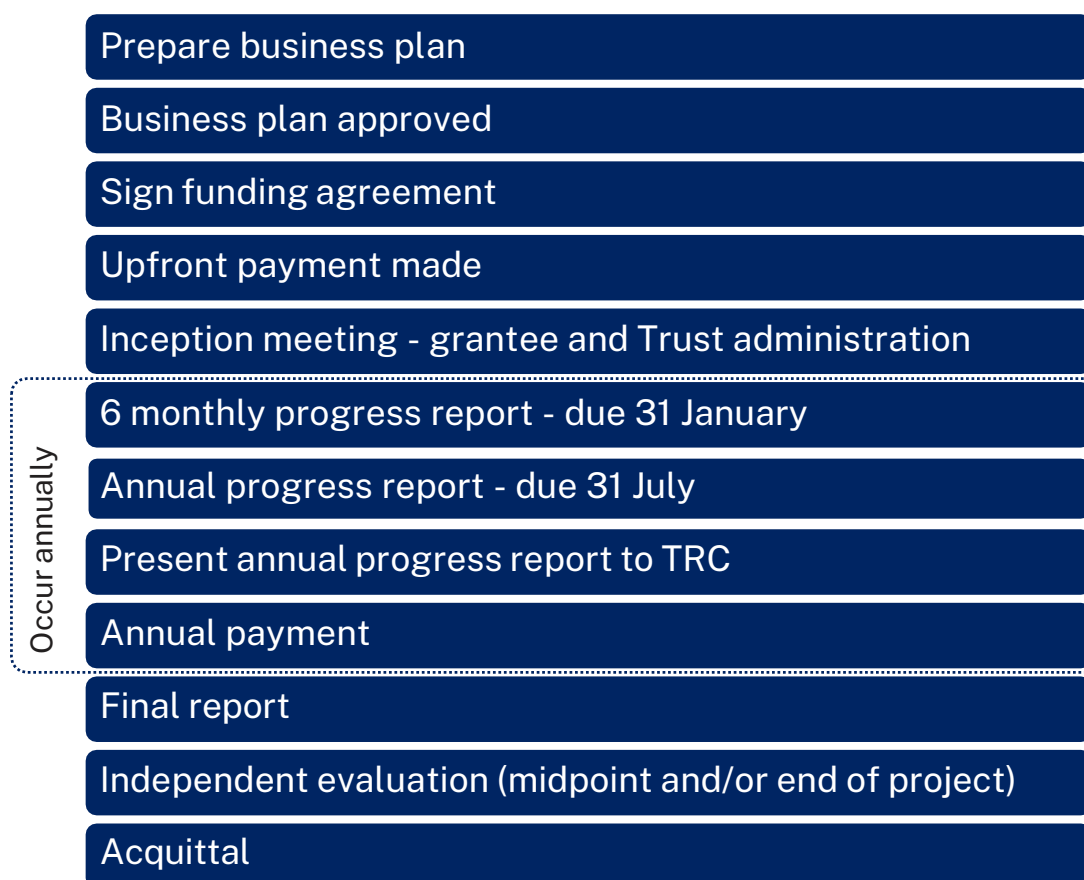 Prepare business plan
Business plan approved
Sign funding agreement
Upfront payment made
Inception meeting - grantee and Trust administration
Occur annually
6 monthly progress report - due 31 January
Annual progress report - due 31 July
Present annual progress report to TRC
Annual payment
Final report
Independent evaluation (midpoint and/or end of project)
Acquittal